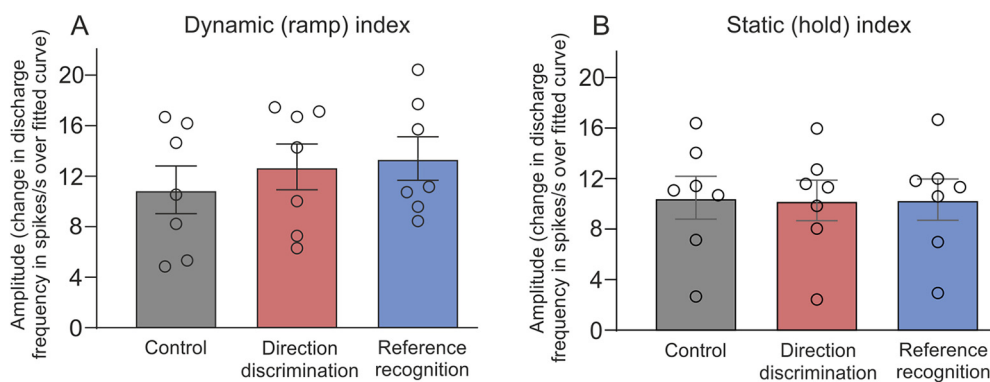 A
Dynamic (ramp) index
Amplitude (change in discharge
frequency in spikes/s over fitted curve)
20
16
12
8
4
0
Control
Direction
discrimination
Reference
recognition
B
Static (hold) index
Amplitude (change in discharge
frequency in spikes/s over fitted curve)
20
16
12
8
4
0
Control
Direction
discrimination
Reference
recognition